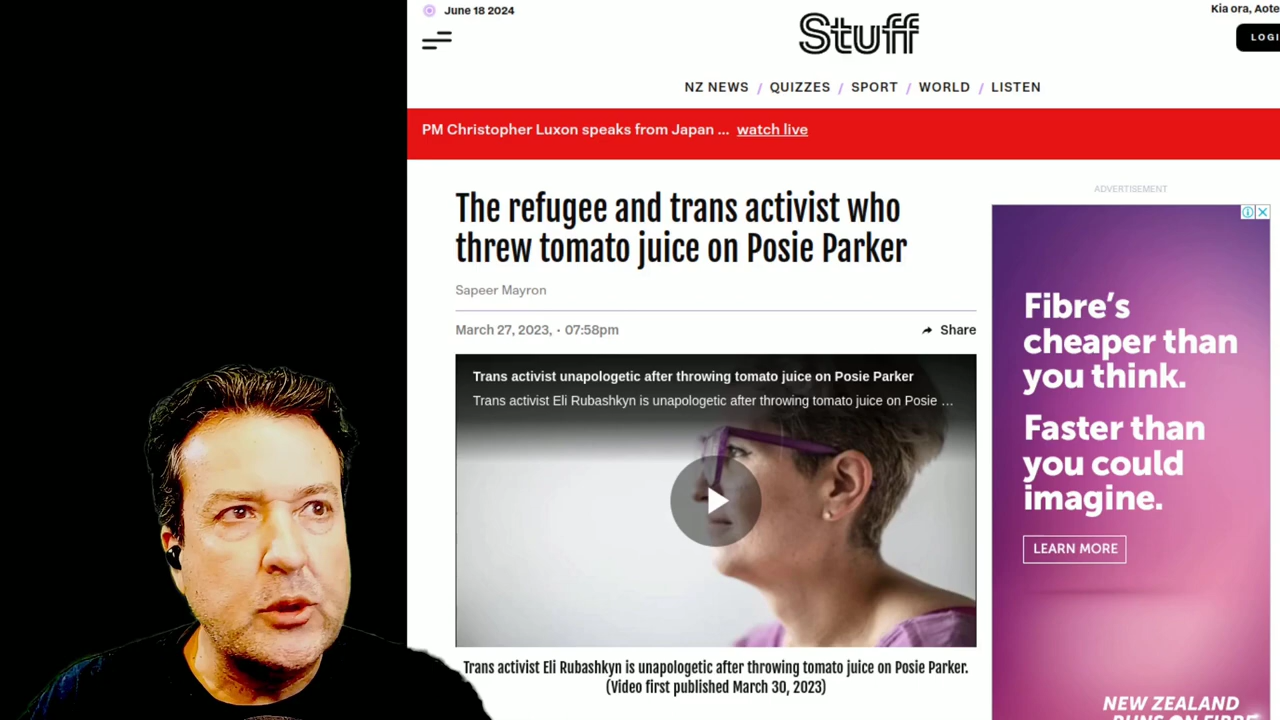 June 18 2024
Kia ora,
Stuff
NZ NEWS / QUIZZES / SPORT / WORLD / LISTEN
PM Christopher Luxon speaks from Japan ... watch live
The refugee and trans activist who
threw tomato juice on Posie Parker
Sapeer Mayron
March 27, 2023, • 07:58pm
Share
Trans activist unapologetic after throwing tomato juice on Posie Parker
Trans activist Eli Rubashkyn is unapologetic after throwing tomato juice on Posie ...
Trans activist Eli Rubashkyn is unapologetic after throwing tomato juice on Posie Parker.
(Video first published March 30, 2023)
ADVERTISEMENT
Fibre's
cheaper than
you think.
Faster than
you could
imagine.
LEARN MORE
NEW ZEALAND
RUNS ON FIBRE